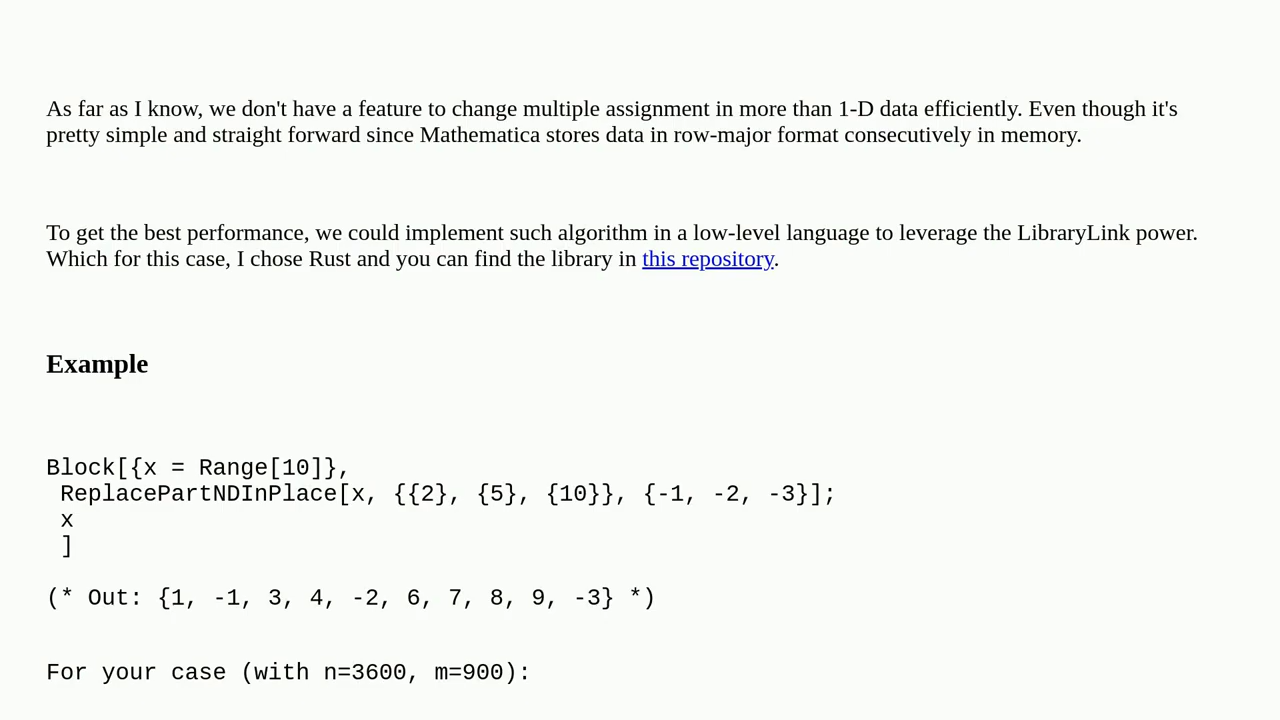 As far as I know, we don't have a feature to change multiple assignment in more than 1-D data efficiently. Even though it's
pretty simple and straight forward since Mathematica stores data in row-major format consecutively in memory.
To get the best performance, we could implement such algorithm in a low-level language to leverage the LibraryLink power.
Which for this case, I chose Rust and you can find the library in this repository.
Example
Block[{x = Range[10]},
 ReplacePartNDInPlace[x, {{2}, {5}, {10}}, {-1, -2, -3}];
 x
 ]
(* Out: {1, -1, 3, 4, -2, 6, 7, 8, 9, -3} *)
For your case (with n=3600, m=900):